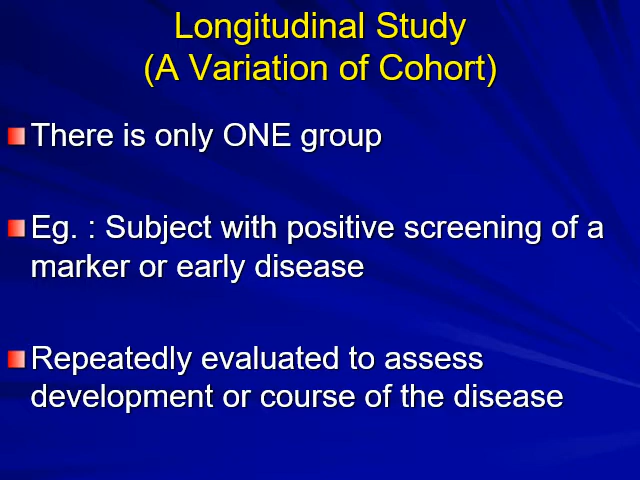 Longitudinal Study
(A Variation of Cohort)
There is only ONE group
Eg. : Subject with positive screening of a
marker or early disease
Repeatedly evaluated to assess
development or course of the disease